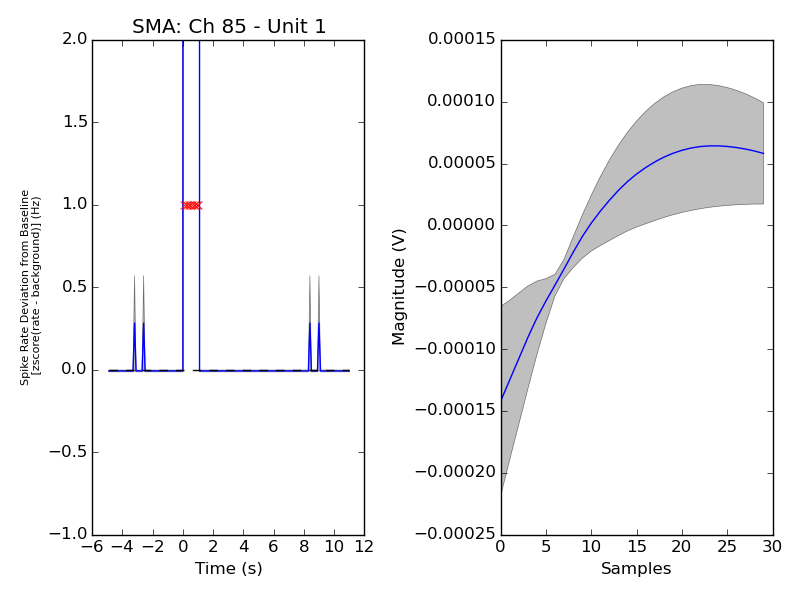 SMA: Ch 85 - Unit 1
Spike Rate Deviation from Baseline
[zscore(rate - background)] (Hz)
2.0
1.5
1.0
0.5
0.0
−0.5
−1.0
−6 −4 −2 0 2 4 6 8 10 12
Time (s)
Magnitude (V)
0.00015
0.00010
0.00005
0.00000
−0.00005
−0.00010
−0.00015
−0.00020
−0.00025
0 5 10 15 20 25 30
Samples